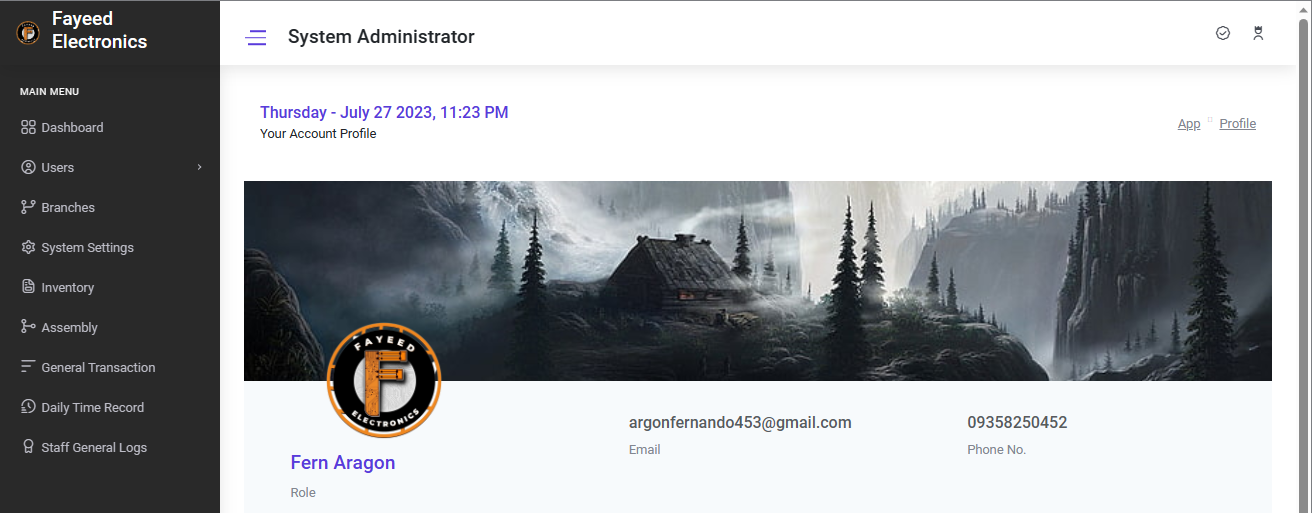 Fayeed
Electronics
System Administrator
MAIN MENU
Dashboard
Users
Branches
System Settings
Inventory
Assembly
General Transaction
Daily Time Record
Staff General Logs
Thursday - July 27 2023, 11:23 PM
Your Account Profile
App Profile
FAYEED
F
ELECTRONICS
Fern Aragon
Role
argonfernando453@gmail.com
Email
09358250452
Phone No.